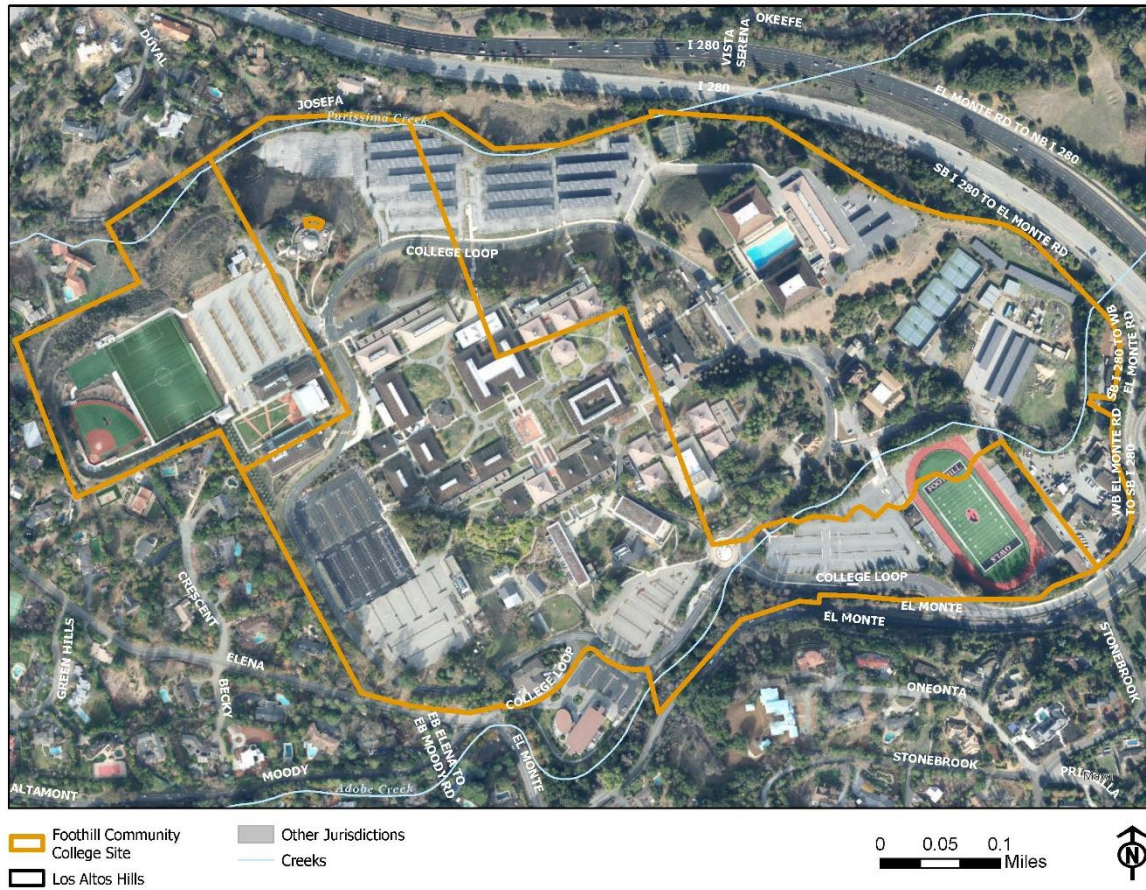 OKEEFE
DUVAL
VISTA
SERENA
I 280
I 280
EL MONTE RD TO NB I 280
JOSEFA
Purissima Creek
SB I 280 TO EL MONTE RD
COLLEGE LOOP
SB I 280 TO WB
EL MONTE RD
WB EL MONTE RD
TO SB I 280
FOOTHILL
OWLS
COLLEGE LOOP
EL MONTE
EL MONTE
CRESCENT
GREEN HILLS
ELENA
BECKY
COLLEGE LOOP
STONEBROOK
ONEONTA
EB ELENA TO
EB MOODY RD
EL MONTE
MOODY
STONEBROOK
ALTAMONT
Adobe Creek
Foothill Community
College Site
Los Altos Hills
Other Jurisdictions
Creeks
0 0.05 0.1
Miles
N